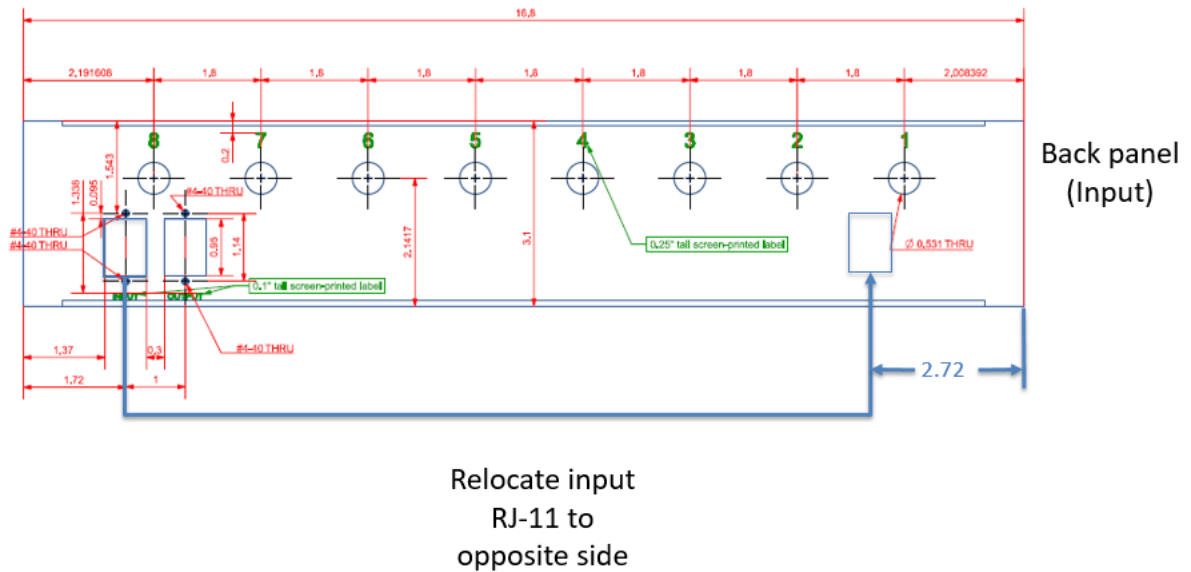 16,8
2,191608
1,8
1,8
1,8
1,8
1,8
1,8
1,8
2,008392
8
7
6
5
4
3
2
1
0,2
1,543
1,338
0,095
#4-40 THRU
#4-40 THRU
#4-40 THRU
0,95
1,14
2,1417
3,1
0,25" tall screen-printed label
Ø 0,531 THRU
Back panel
(Input)
INPUT
OUTPUT
0,1" tall screen-printed label
#4-40 THRU
1,37
0,3
1,72
1
2.72
Relocate input
RJ-11 to
opposite side